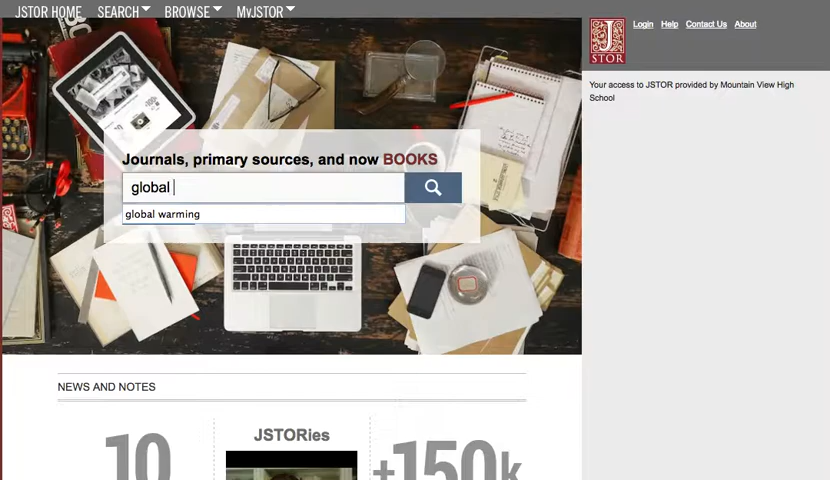 JSTOR HOME SEARCH BROWSE MyJSTOR
Login Help Contact Us About
J
STOR
Your access to JSTOR provided by Mountain View High
School
Journals, primary sources, and now BOOKS
global
global warming
NEWS AND NOTES
10
JSTORies
+150k